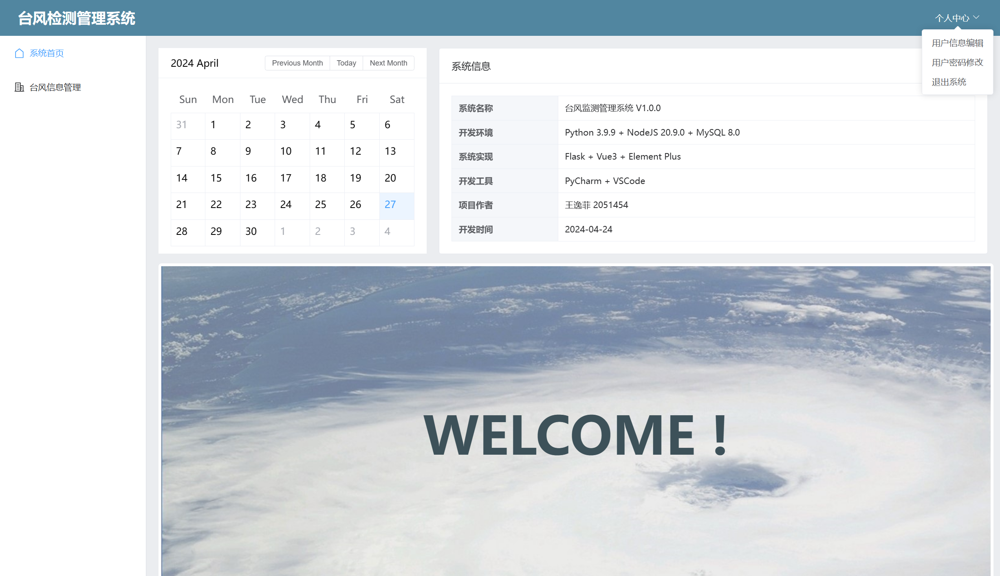 台风检测管理系统
个人中心
用户信息编辑
用户密码修改
退出系统
系统首页
台风信息管理
2024 April
Previous Month Today Next Month
Sun Mon Tue Wed Thu Fri Sat
31 1 2 3 4 5 6
7 8 9 10 11 12 13
14 15 16 17 18 19 20
21 22 23 24 25 26 27
28 29 30 1 2 3 4
系统信息
系统名称 台风监测管理系统 V1.0.0
开发环境 Python 3.9.9 + NodeJS 20.9.0 + MySQL 8.0
系统实现 Flask + Vue3 + Element Plus
开发工具 PyCharm + VSCode
项目作者 王逸菲 2051454
开发时间 2024-04-24
WELCOME！